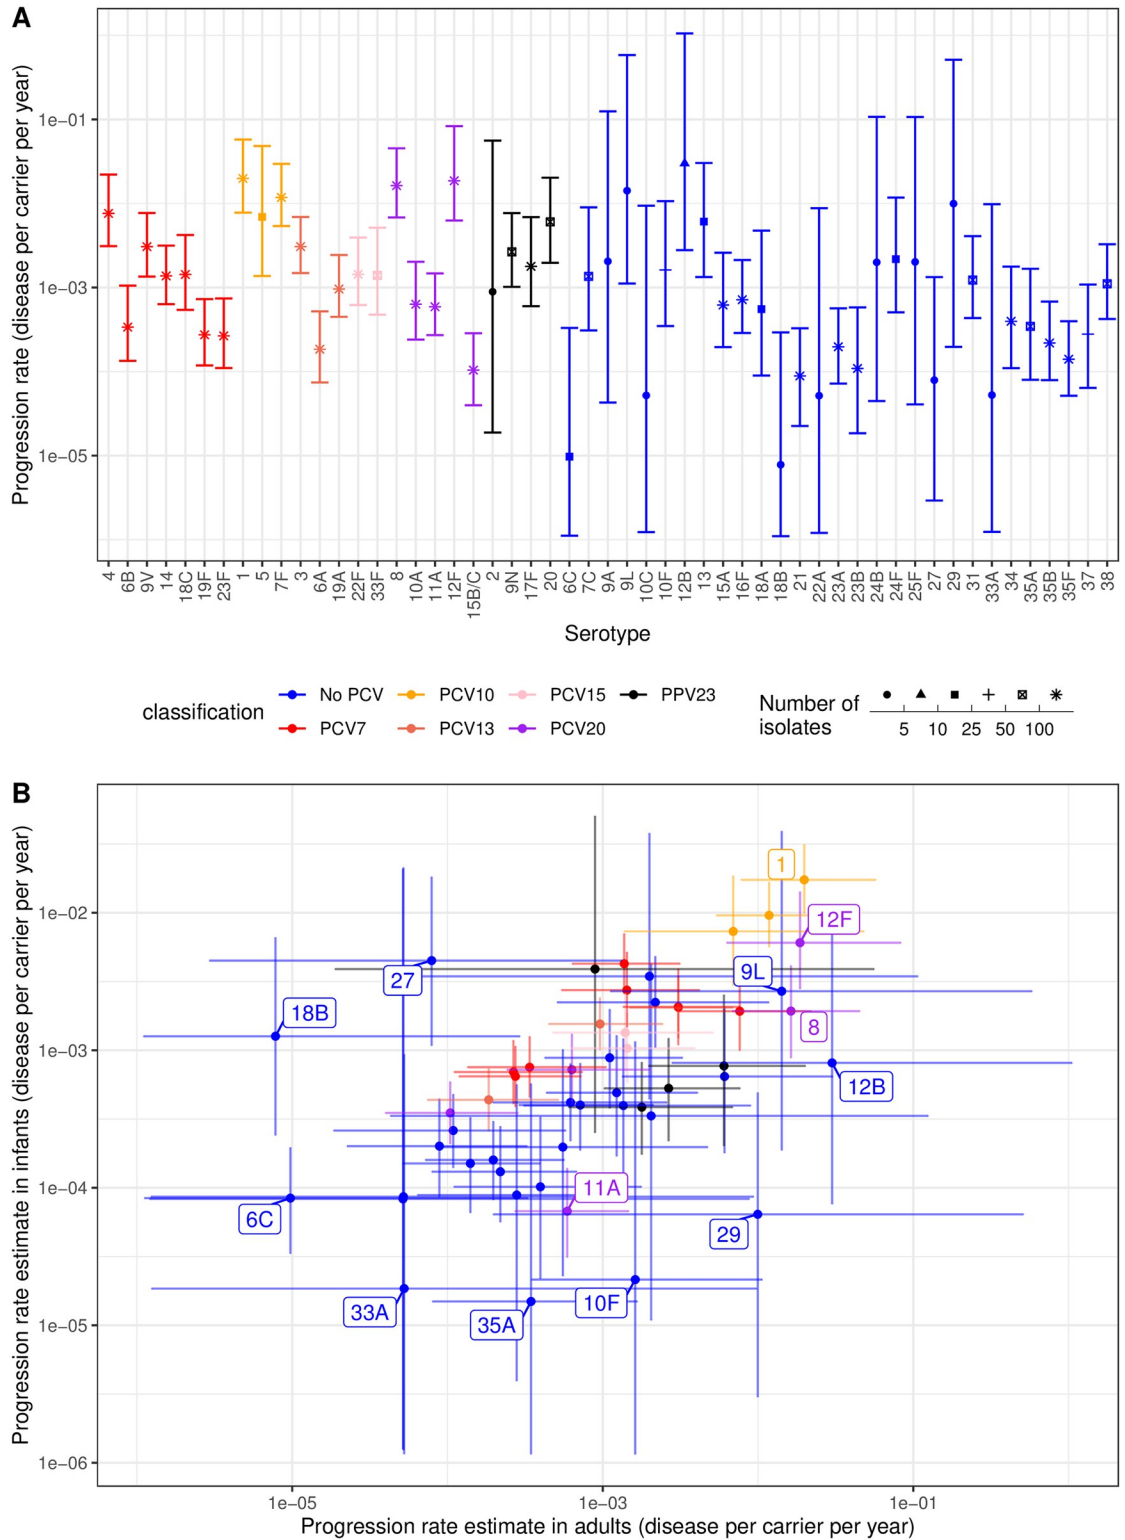 A
Progression rate (disease per carrier per year)
1e−01
1e−03
1e−05
4 6B 9V 14 18C 19F 23F 1 5 7F 3 6A 19A 22F 33F 8 10A 11A 12F 15B/C 2 9N 17F 20 6C 7C 9A 9L 10C 10F 12B 13 15A 16F 18A 18B 21 22A 23A 23B 24B 24F 25F 27 29 31 33A 34 35A 35B 35F 37 38
Serotype
classification
No PCV PCV10 PCV15 PPV23
PCV7 PCV13 PCV20
Number of
isolates
5 10 25 50 100
B
Progression rate estimate in infants (disease per carrier per year)
1e−02
1e−03
1e−04
1e−05
1e−06
1
12F
9L
27
18B
8
12B
11A
6C
29
10F
33A
35A
1e−05 1e−03 1e−01
Progression rate estimate in adults (disease per carrier per year)